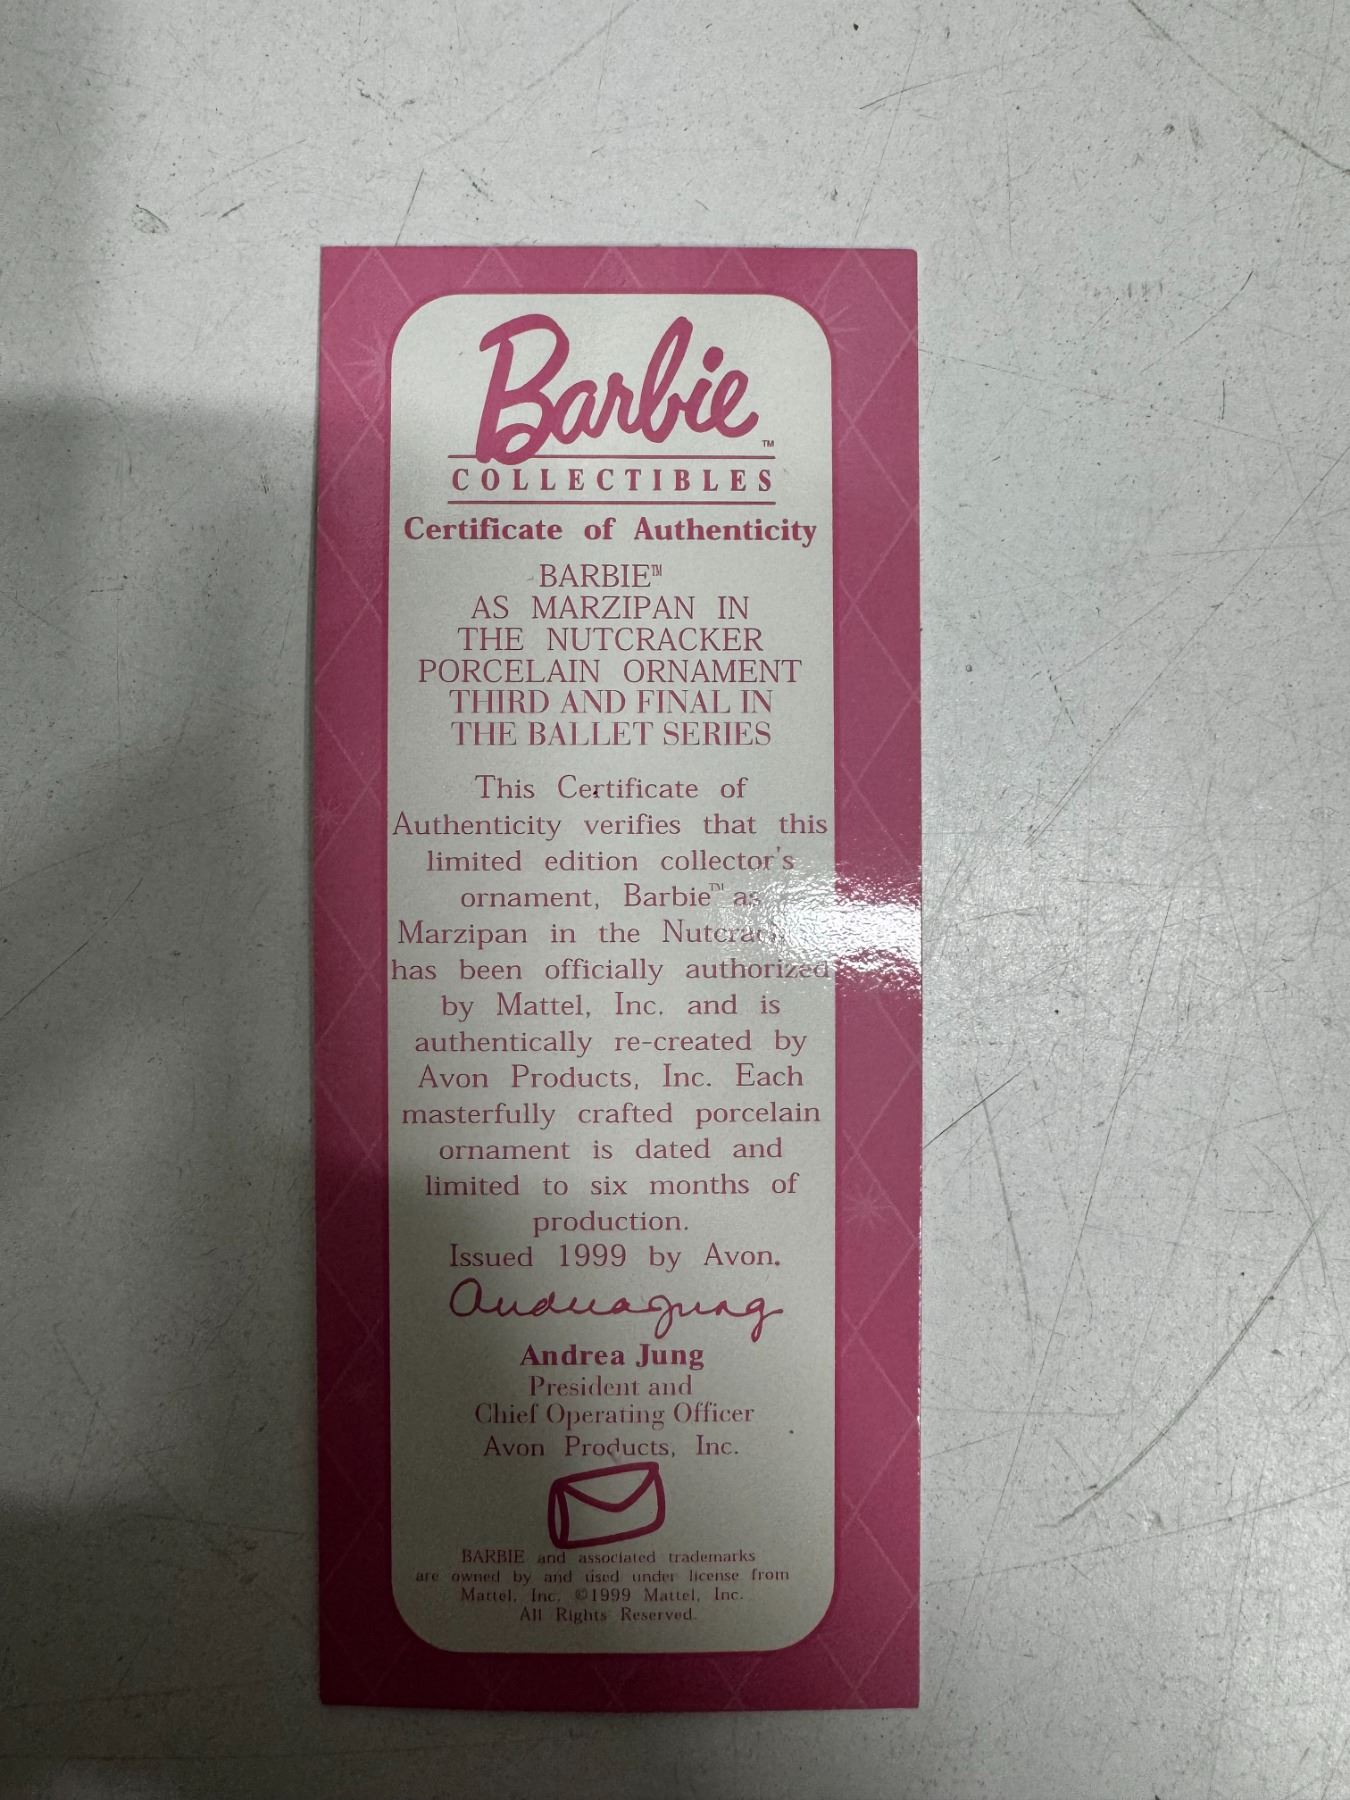 Barbie™
COLLECTIBLES
Certificate of Authenticity
BARBIE™
AS MARZIPAN IN
THE NUTCRACKER
PORCELAIN ORNAMENT
THIRD AND FINAL IN
THE BALLET SERIES
This Certificate of
Authenticity verifies that this
limited edition collector's
ornament, Barbie™ as
Marzipan in the
has been officially authorized
by Mattel, Inc. and is
authentically re-created by
Avon Products, Inc. Each
masterfully crafted porcelain
ornament is dated and
limited to six months of
production.
Issued 1999 by Avon.
Andrea Jung
Andrea Jung
President and
Chief Operating Officer
Avon Products, Inc.
BARBIE and associated trademarks
are owned by and used under license from
Mattel, Inc. ©1999 Mattel, Inc.
All Rights Reserved.